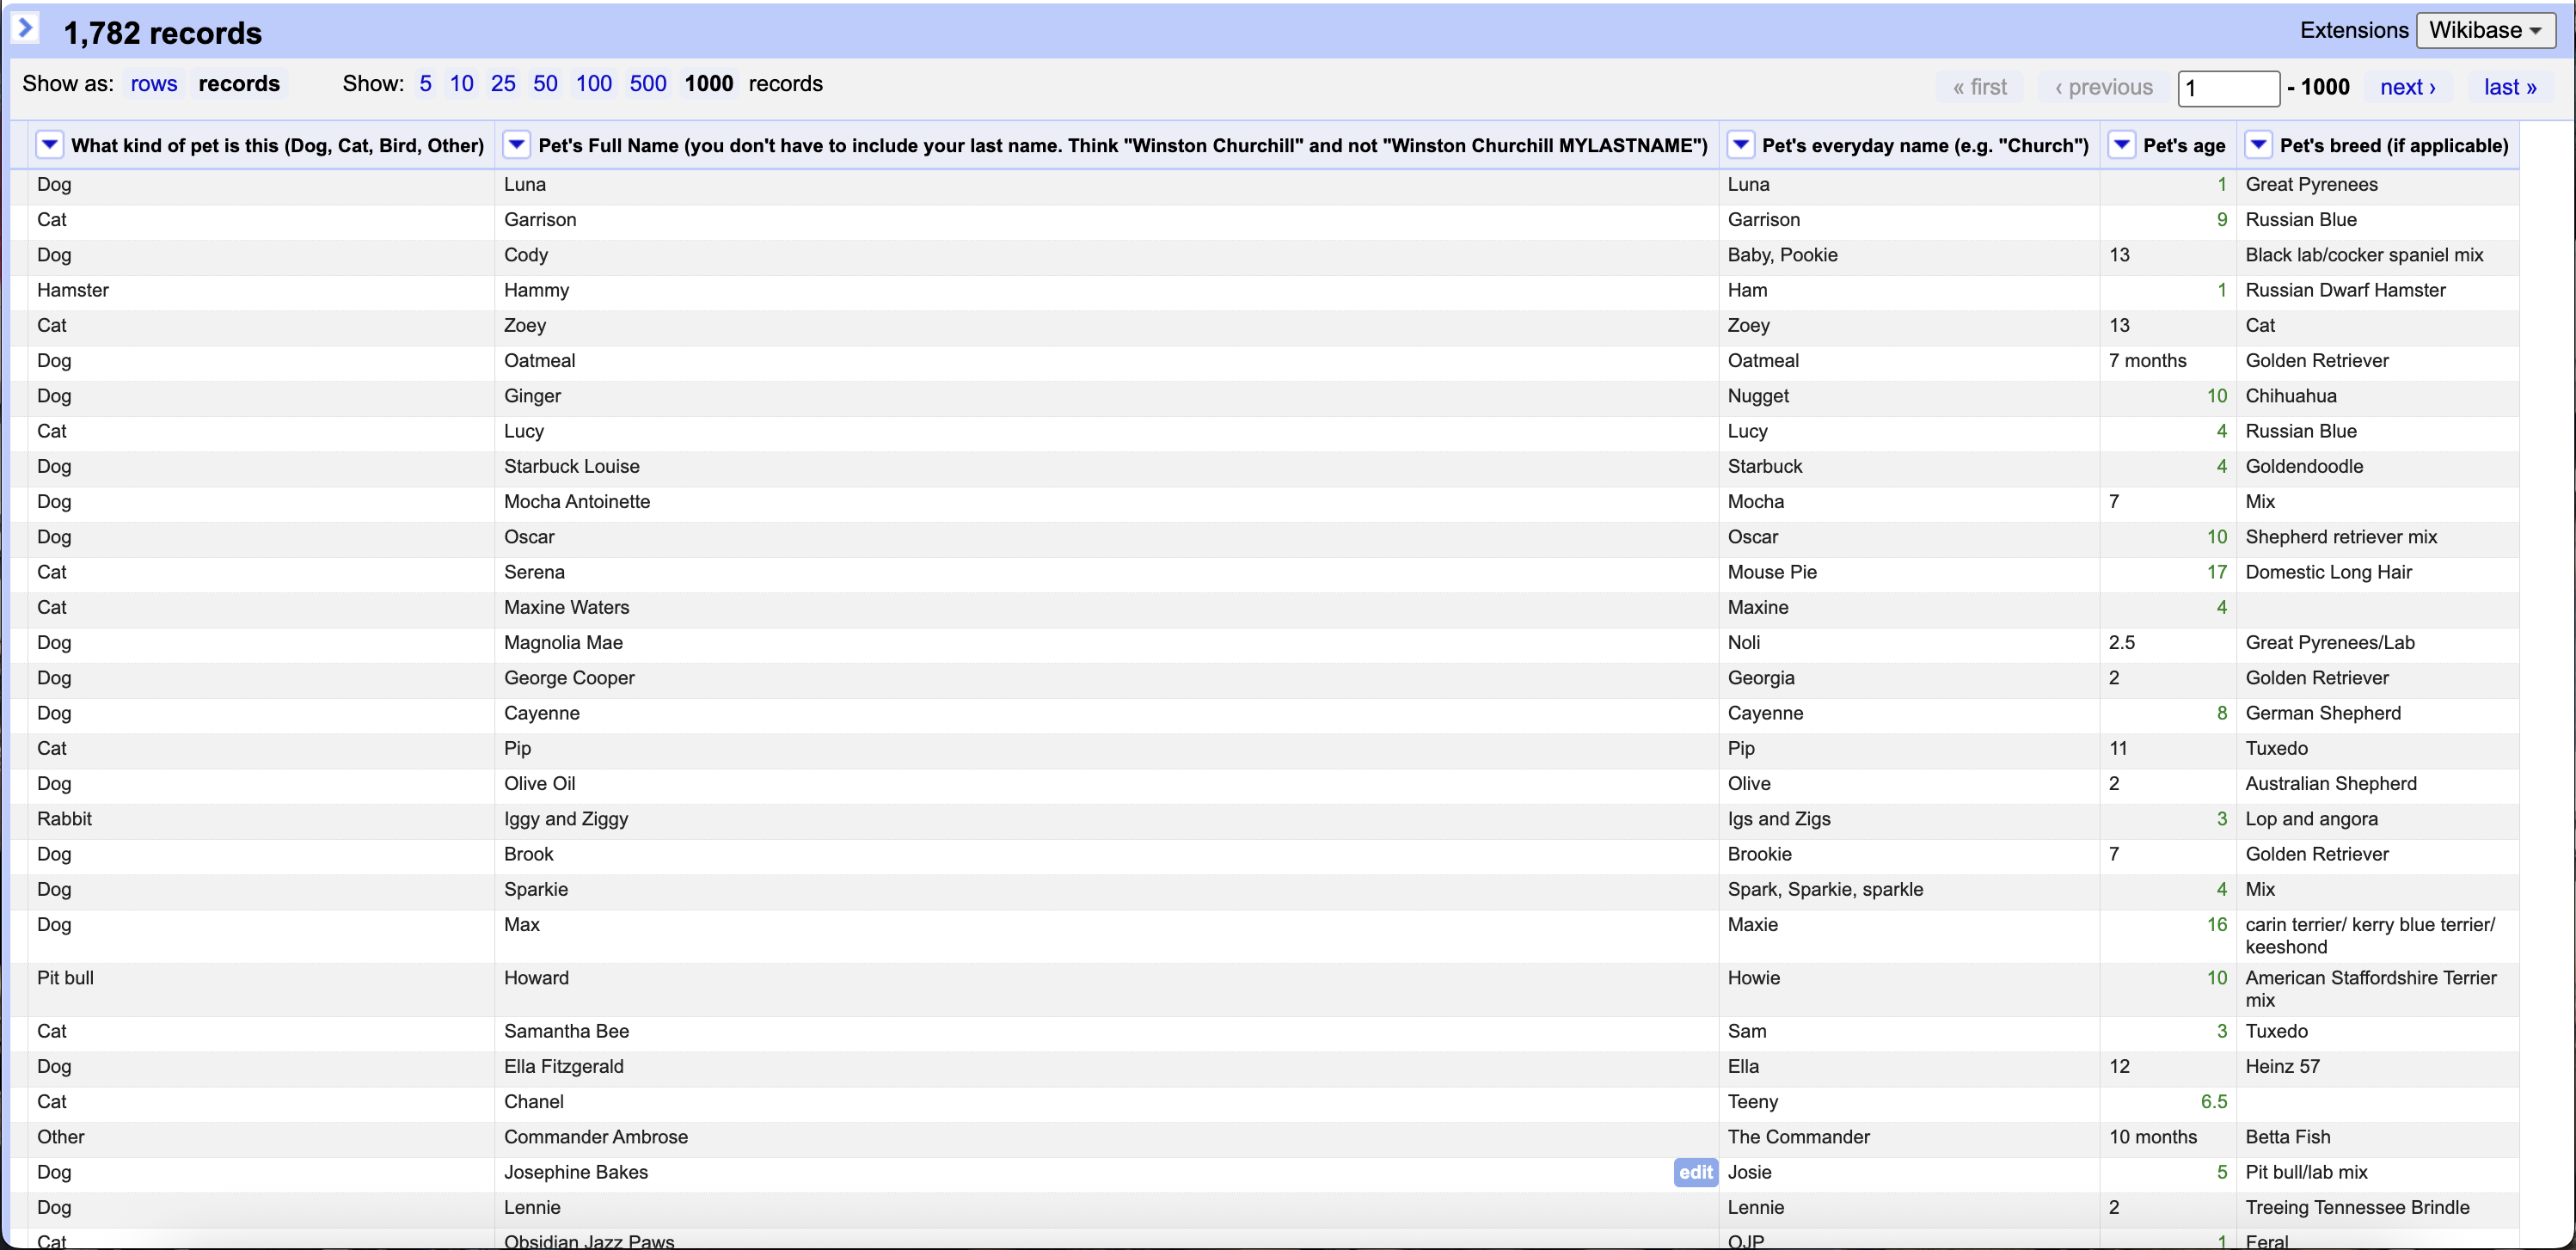 1,782 records Extensions Wikibase
Show as: rows records Show: 5 10 25 50 100 500 1000 records « first ‹ previous 1 - 1000 next › last »
What kind of pet is this (Dog, Cat, Bird, Other) Pet's Full Name (you don't have to include your last name. Think "Winston Churchill" and not "Winston Churchill MYLASTNAME") Pet's everyday name (e.g. "Church") Pet's age Pet's breed (if applicable)
Dog Luna Luna 1 Great Pyrenees
Cat Garrison Garrison 9 Russian Blue
Dog Cody Baby, Pookie 13 Black lab/cocker spaniel mix
Hamster Hammy Ham 1 Russian Dwarf Hamster
Cat Zoey Zoey 13 Cat
Dog Oatmeal Oatmeal 7 months Golden Retriever
Dog Ginger Nugget 10 Chihuahua
Cat Lucy Lucy 4 Russian Blue
Dog Starbuck Louise Starbuck 4 Goldendoodle
Dog Mocha Antoinette Mocha 7 Mix
Dog Oscar Oscar 10 Shepherd retriever mix
Cat Serena Mouse Pie 17 Domestic Long Hair
Cat Maxine Waters Maxine 4
Dog Magnolia Mae Noli 2.5 Great Pyrenees/Lab
Dog George Cooper Georgia 2 Golden Retriever
Dog Cayenne Cayenne 8 German Shepherd
Cat Pip Pip 11 Tuxedo
Dog Olive Oil Olive 2 Australian Shepherd
Rabbit Iggy and Ziggy Igs and Zigs 3 Lop and angora
Dog Brook Brookie 7 Golden Retriever
Dog Sparkie Spark, Sparkie, sparkle 4 Mix
Dog Max Maxie 16 carin terrier/ kerry blue terrier/
keeshond
Pit bull Howard Howie 10 American Staffordshire Terrier
mix
Cat Samantha Bee Sam 3 Tuxedo
Dog Ella Fitzgerald Ella 12 Heinz 57
Cat Chanel Teeny 6.5
Other Commander Ambrose The Commander 10 months Betta Fish
Dog Josephine Bakes edit Josie 5 Pit bull/lab mix
Dog Lennie Lennie 2 Treeing Tennessee Brindle
Cat Obsidian Jazz Paws OJP 1 Feral